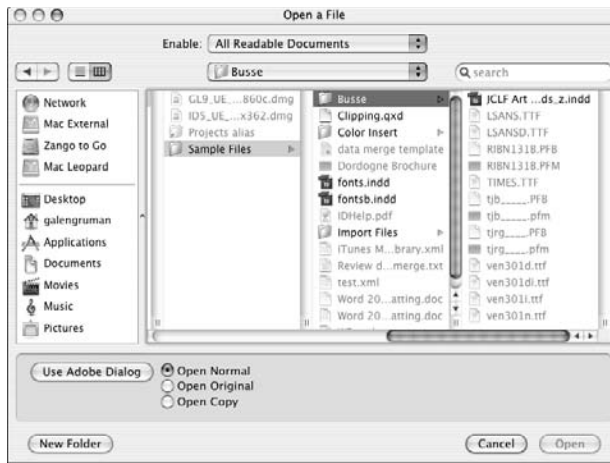 Open a File
Enable: All Readable Documents
Busse
search
Network
Mac External
Zango to Go
Mac Leopard
Desktop
galengruman
Applications
Documents
Movies
Music
Pictures
GL9_UE_...860c.dmg
ID5_UE_...x362.dmg
Projects alias
Sample Files
Busse
Clipping.qxd
Color Insert
data merge template
Dordogne Brochure
fonts.indd
fontsb.indd
IDHelp.pdf
Import Files
iTunes M...brary.xml
Review d...merge.txt
test.xml
Word 20...atting.doc
Word 20...atting.doc
JCLF Art ...ds_z.indd
LSANS.TTF
LSANSD.TTF
RIBN131B.PFB
RIBN131B.PFM
TIMES.TTF
tjb_____.PFB
tjb_____.pfm
tjrg____.PFB
tjrg____.pfm
ven301d.ttf
ven301di.ttf
ven301i.ttf
ven301n.ttf
Use Adobe Dialog
Open Normal
Open Original
Open Copy
New Folder
Cancel
Open